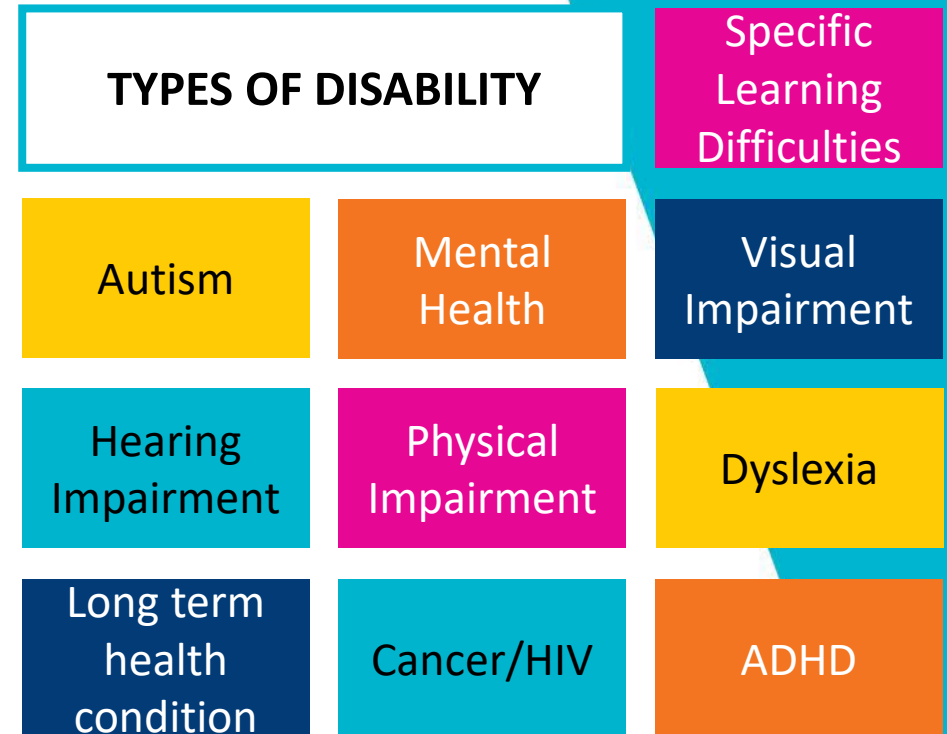 TYPES OF DISABILITY
Specific
Learning
Difficulties
Autism
Mental
Health
Visual
Impairment
Hearing
Impairment
Physical
Impairment
Dyslexia
Long term
health
condition
Cancer/HIV
ADHD